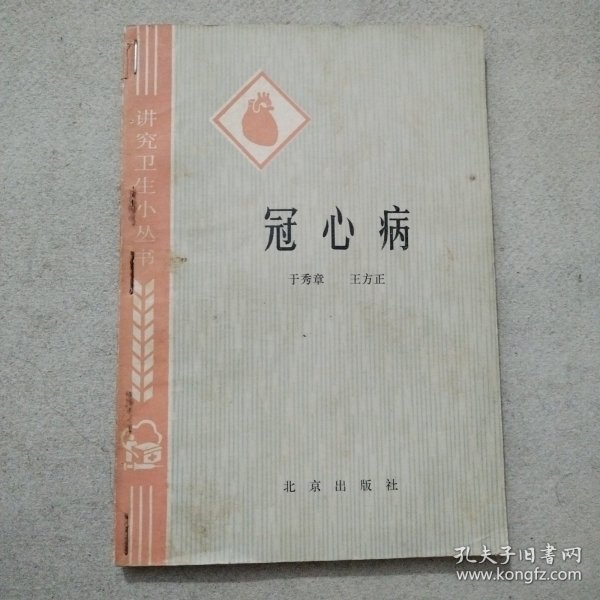 讲究卫生小丛书
冠心病
于秀章 王方正
北京出版社
孔夫子旧书网
www.kongfz.com